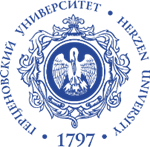 ГЕРЦЕНОВСКИЙ УНИВЕРСИТЕТ • HERZEN UNIVERSITY
• 1797 •